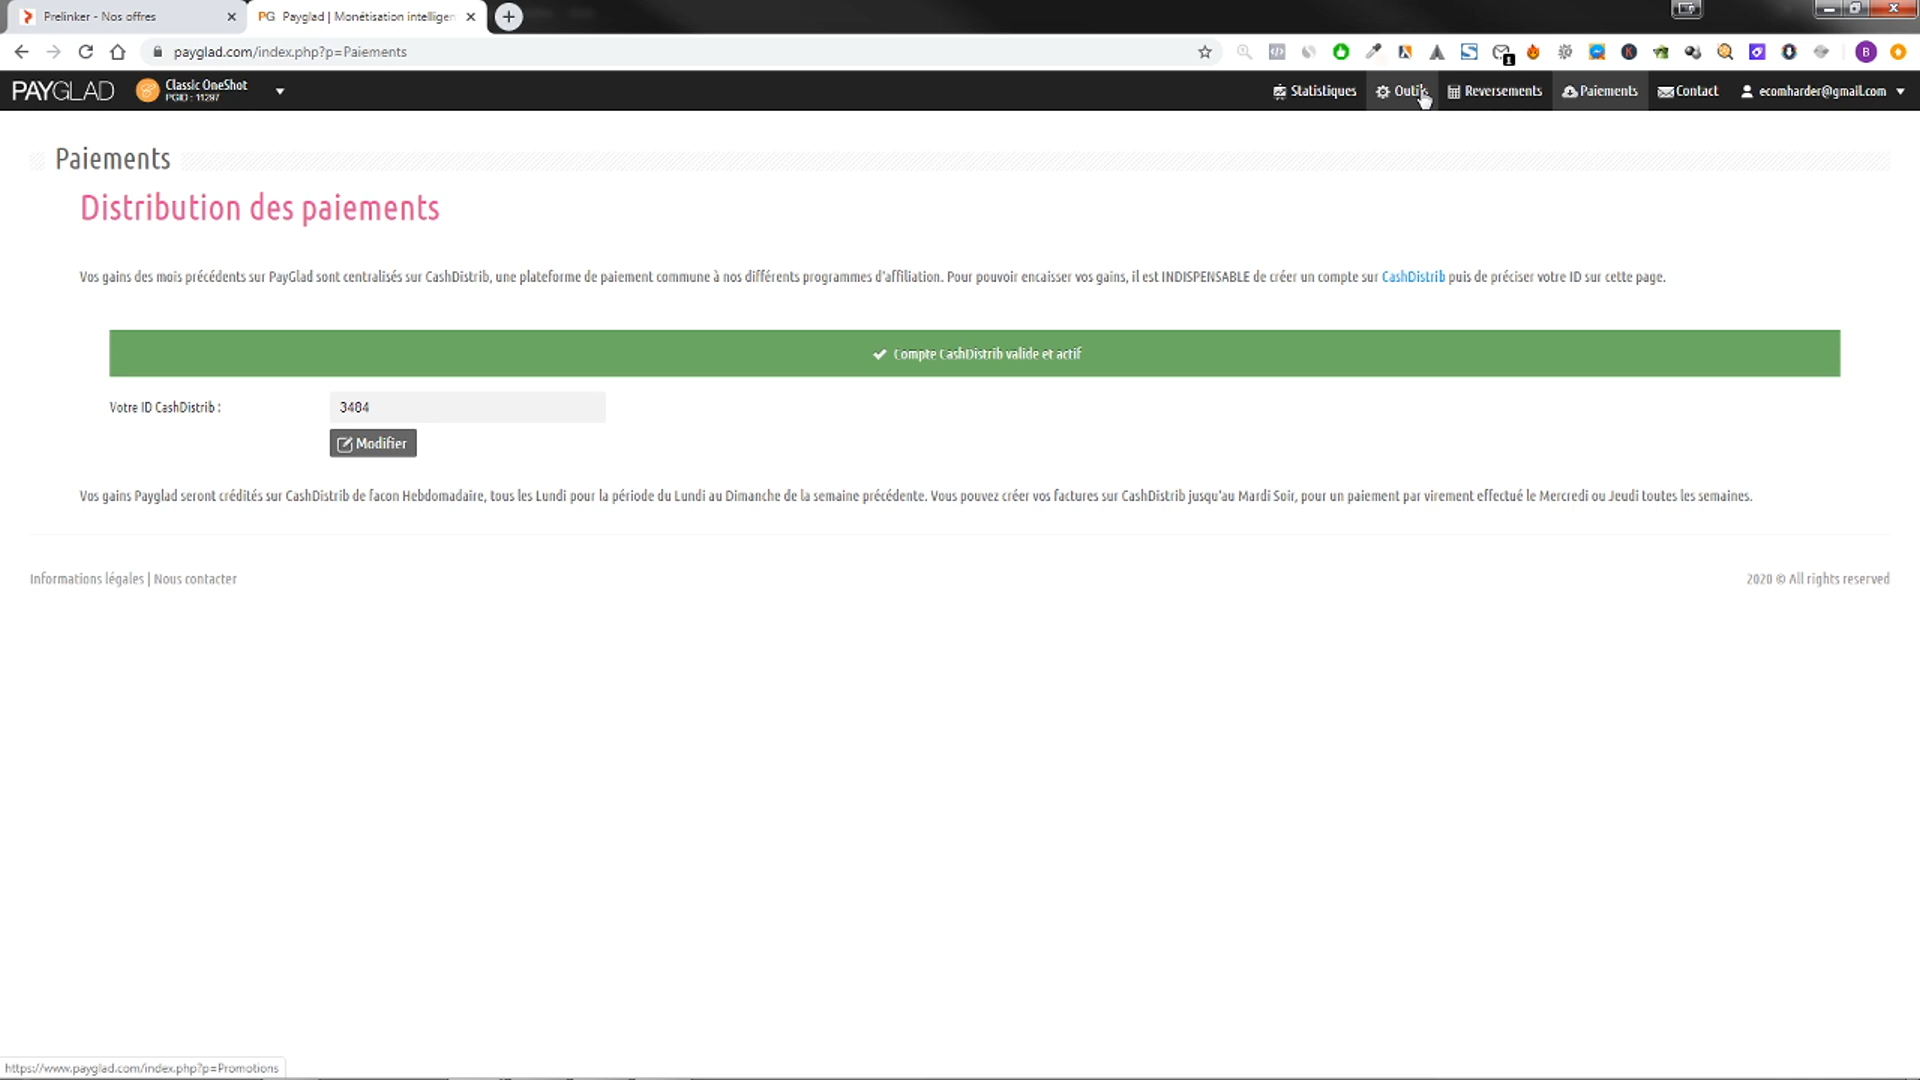 Prelinker - Nos offres
PG Payglad | Monétisation intelligen
payglad.com/index.php?p=Paiements
1
B
PAYGLAD
Classic OneShot
PGID : 11297
Statistiques
Outils
Reversements
Paiements
Contact
ecomharder@gmail.com
Paiements
Distribution des paiements
Vos gains des mois précédents sur PayGlad sont centralisés sur CashDistrib, une plateforme de paiement commune à nos différents programmes d'affiliation. Pour pouvoir encaisser vos gains, il est INDISPENSABLE de créer un compte sur CashDistrib puis de préciser votre ID sur cette page.
Compte CashDistrib valide et actif
Votre ID CashDistrib :
3484
Modifier
Vos gains Payglad seront crédités sur CashDistrib de facon Hebdomadaire, tous les Lundi pour la période du Lundi au Dimanche de la semaine précédente. Vous pouvez créer vos factures sur CashDistrib jusqu'au Mardi Soir, pour un paiement par virement effectué le Mercredi ou Jeudi toutes les semaines.
Informations légales | Nous contacter
2020 © All rights reserved
https://www.payglad.com/index.php?p=Promotions